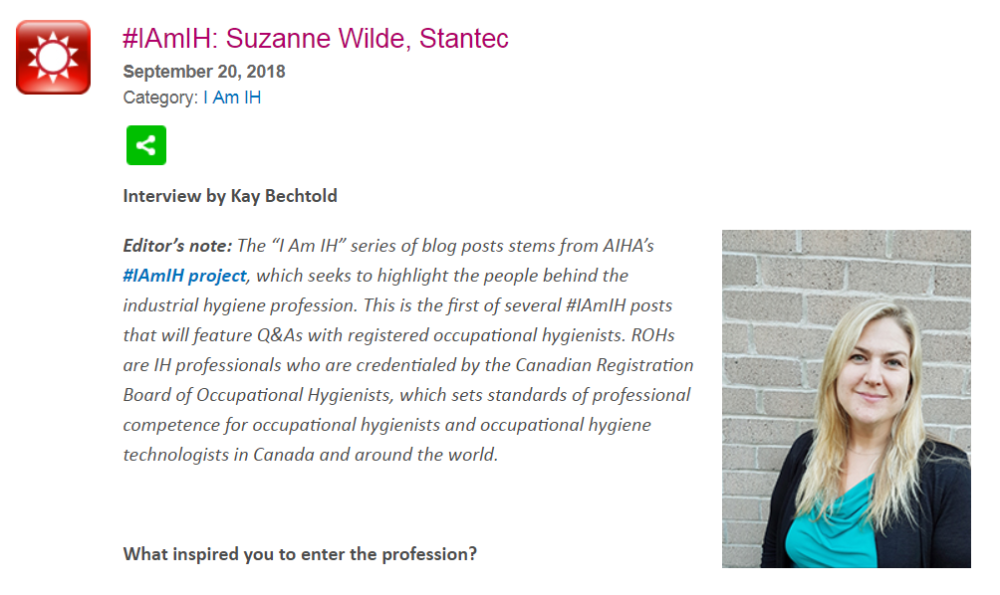 #IAmIH: Suzanne Wilde, Stantec
September 20, 2018
Category: I Am IH
Interview by Kay Bechtold
Editor’s note: The “I Am IH” series of blog posts stems from AIHA’s
#IAmIH project, which seeks to highlight the people behind the
industrial hygiene profession. This is the first of several #IAmIH posts
that will feature Q&As with registered occupational hygienists. ROHs
are IH professionals who are credentialed by the Canadian Registration
Board of Occupational Hygienists, which sets standards of professional
competence for occupational hygienists and occupational hygiene
technologists in Canada and around the world.
What inspired you to enter the profession?